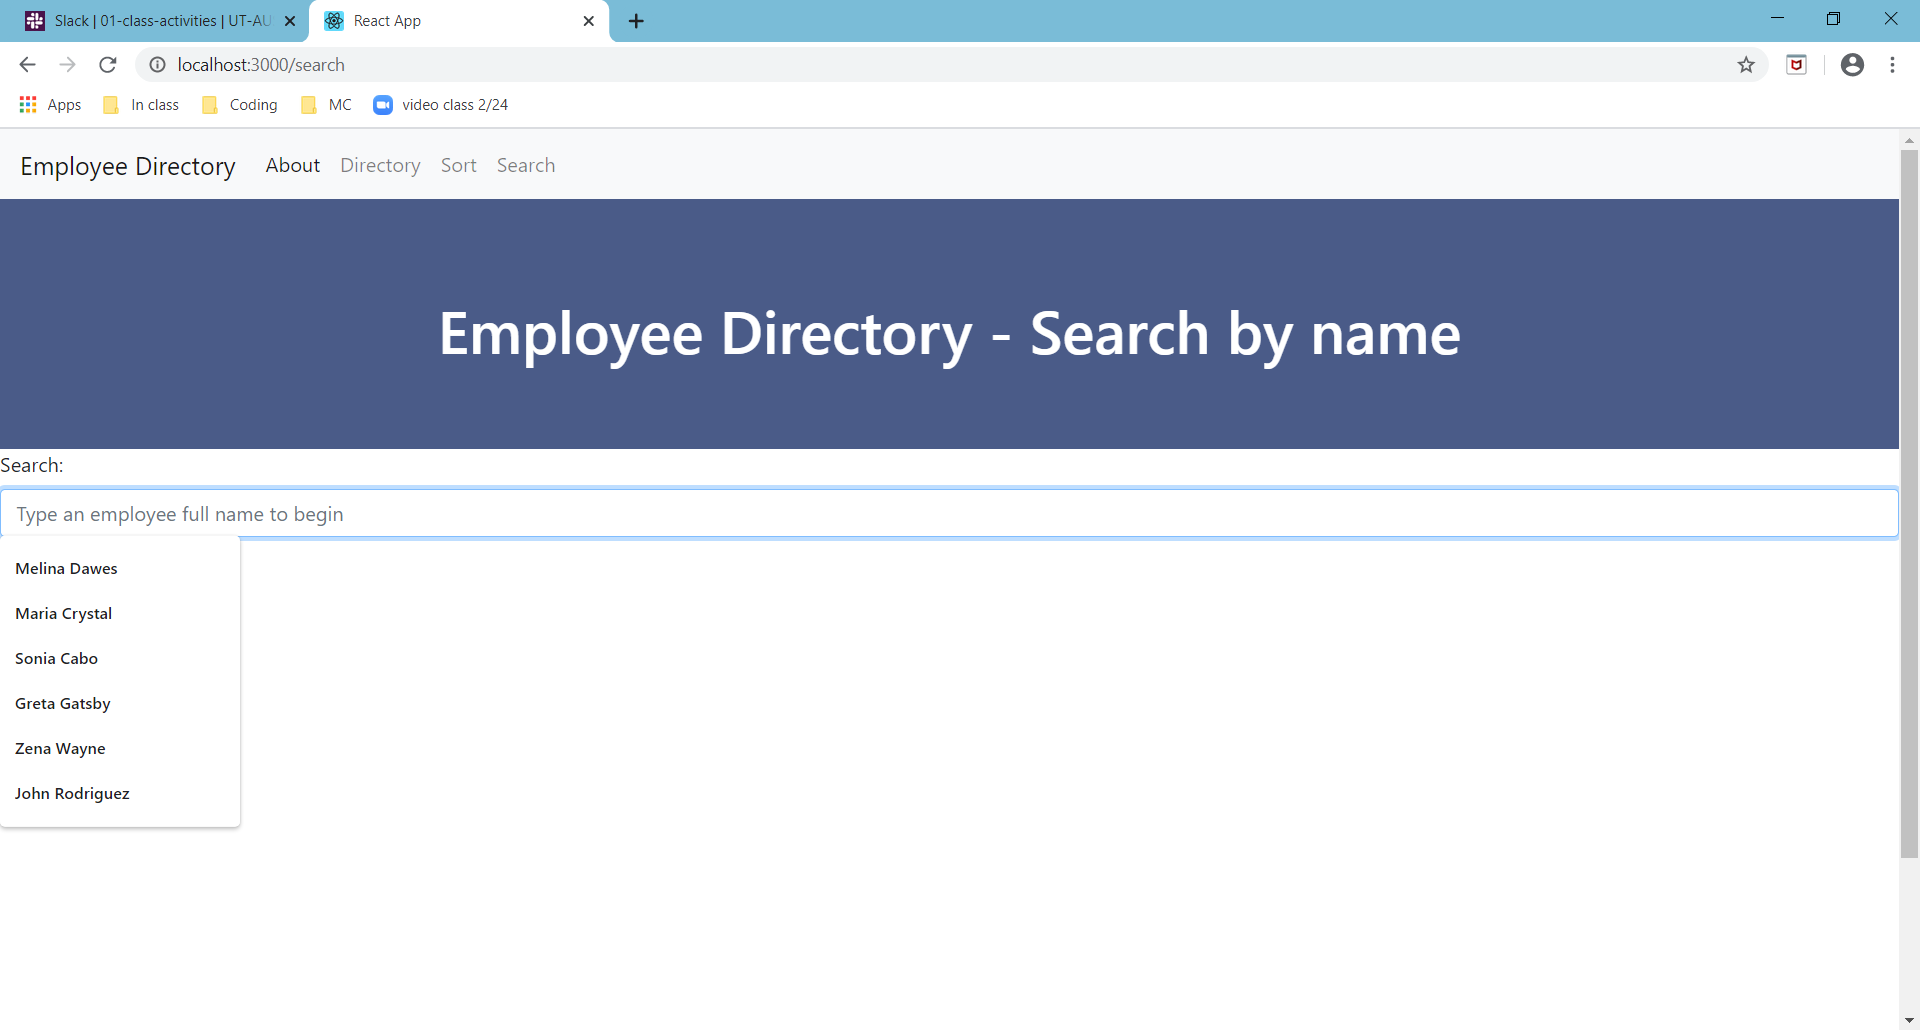 Slack | 01-class-activities | UT-AU
React App
localhost:3000/search
Apps In class Coding MC video class 2/24
Employee Directory About Directory Sort Search
Employee Directory - Search by name
Search:
Type an employee full name to begin
Melina Dawes
Maria Crystal
Sonia Cabo
Greta Gatsby
Zena Wayne
John Rodriguez